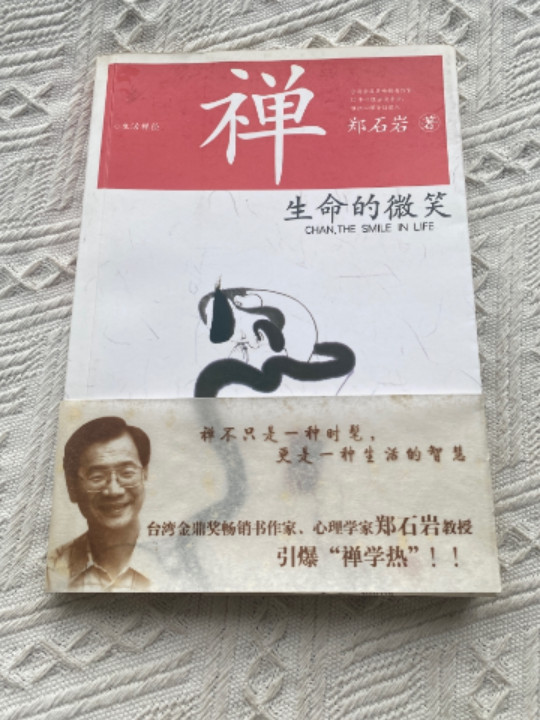 禅
郑石岩 著
生命的微笑
CHAN,THE SMILE IN LIFE
禅不只是一种时髦，
更是一种生活的智慧
台湾金鼎奖畅销书作家、心理学家郑石岩教授
引爆“禅学热”！！